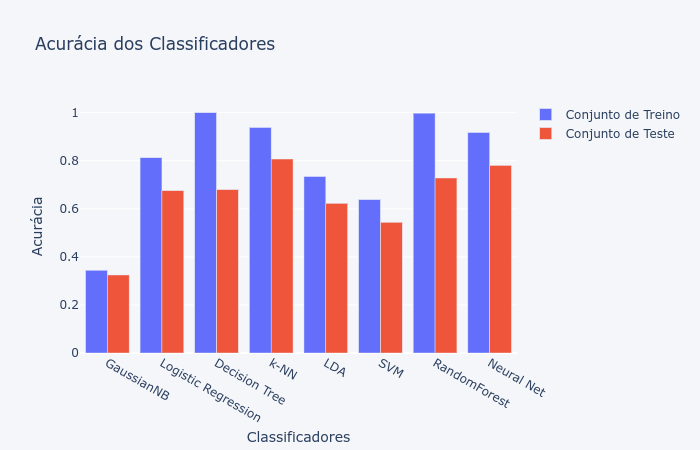 Acurácia dos Classificadores
Conjunto de Treino
Conjunto de Teste
Acurácia
1
0.8
0.6
0.4
0.2
0
GaussianNB
Logistic Regression
Decision Tree
k-NN
LDA
SVM
RandomForest
Neural Net
Classificadores